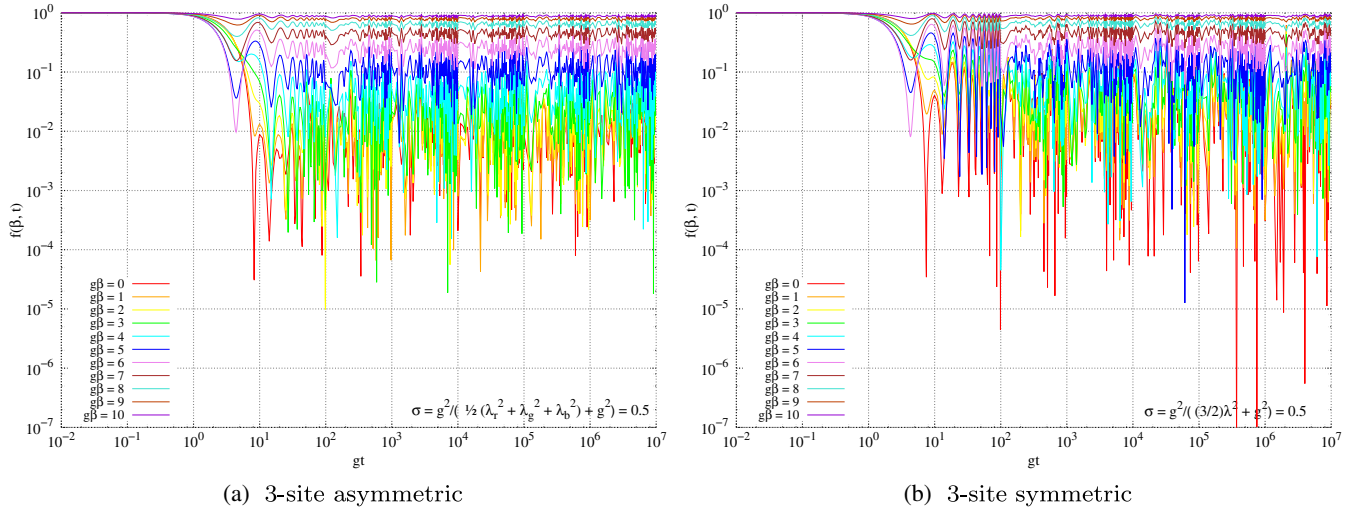 10^0
10^-1
10^-2
10^-3
10^-4
10^-5
10^-6
10^-7
f(β, t)
gβ = 0
gβ = 1
gβ = 2
gβ = 3
gβ = 4
gβ = 5
gβ = 6
gβ = 7
gβ = 8
gβ = 9
gβ = 10
σ = g^2/( ½ (λ_r^2 + λ_g^2 + λ_b^2) + g^2) = 0.5
10^-2 10^-1 10^0 10^1 10^2 10^3 10^4 10^5 10^6 10^7
gt
(a) 3-site asymmetric
10^0
10^-1
10^-2
10^-3
10^-4
10^-5
10^-6
10^-7
f(β, t)
gβ = 0
gβ = 1
gβ = 2
gβ = 3
gβ = 4
gβ = 5
gβ = 6
gβ = 7
gβ = 8
gβ = 9
gβ = 10
σ = g^2/( (3/2)λ^2 + g^2) = 0.5
10^-2 10^-1 10^0 10^1 10^2 10^3 10^4 10^5 10^6 10^7
gt
(b) 3-site symmetric